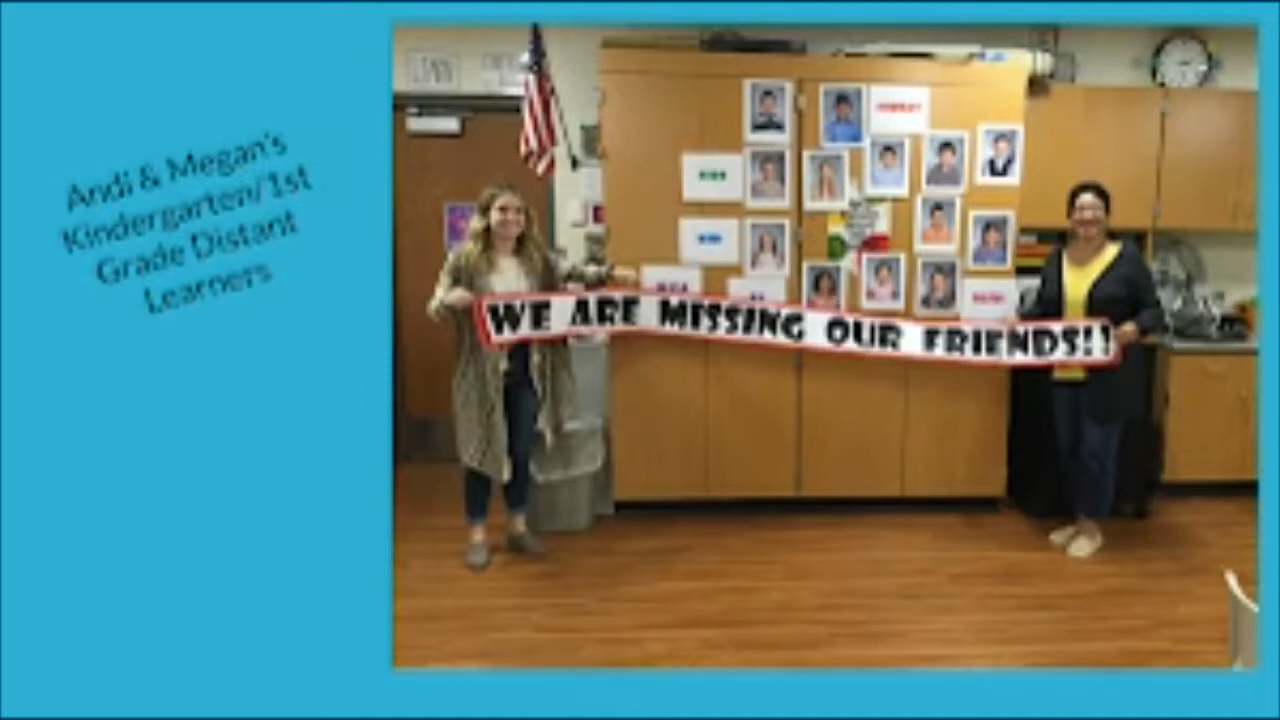 Andi & Megan's
Kindergarten/1st
Grade Distant
Learners
WE ARE MISSING OUR FRIENDS!!